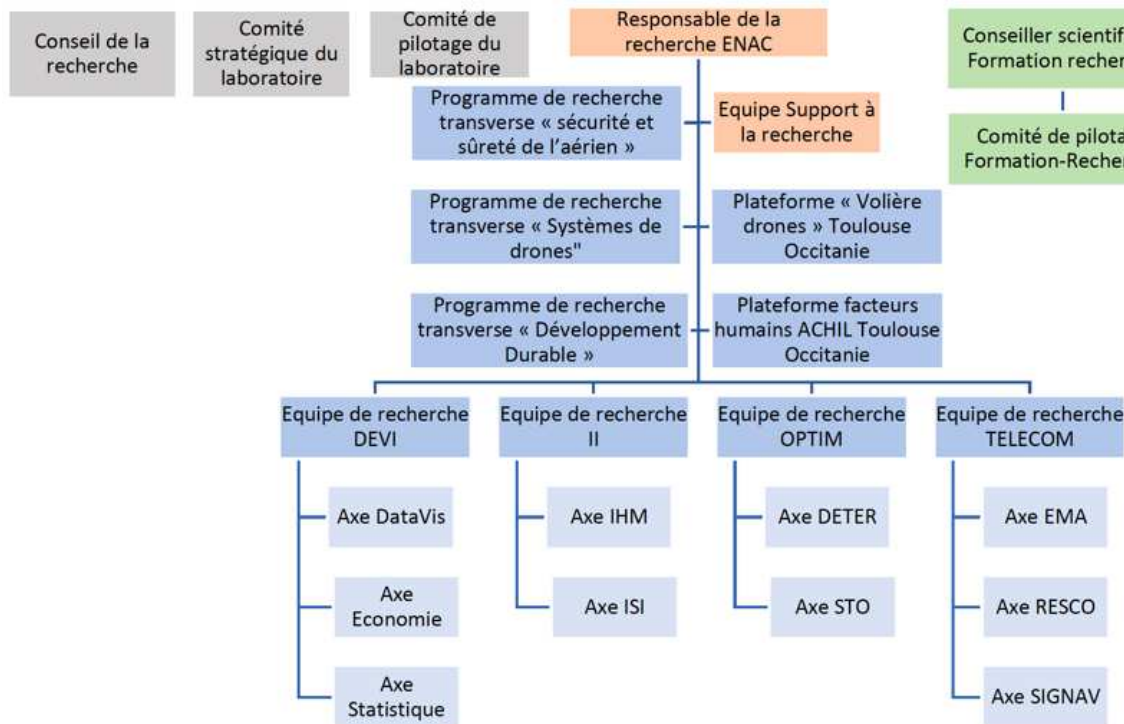 Conseil de la
recherche
Comité
stratégique du
laboratoire
Comité de
pilotage du
laboratoire
Responsable de la
recherche ENAC
Conseiller
Formation
Comité de
Formation-
Programme de recherche
transverse « sécurité et
sûreté de l’aérien »
Equipe Support à
la recherche
Programme de recherche
transverse « Systèmes de
drones"
Plateforme « Volière
drones » Toulouse
Occitanie
Programme de recherche
transverse « Développement
Durable »
Plateforme facteurs
humains ACHIL Toulouse
Occitanie
Equipe de recherche
DEVI
Axe DataVis
Axe
Economie
Axe
Statistique
Equipe de recherche
II
Axe IHM
Axe ISI
Equipe de recherche
OPTIM
Axe DETER
Axe STO
Equipe de recherche
TELECOM
Axe EMA
Axe RESCO
Axe SIGNAV